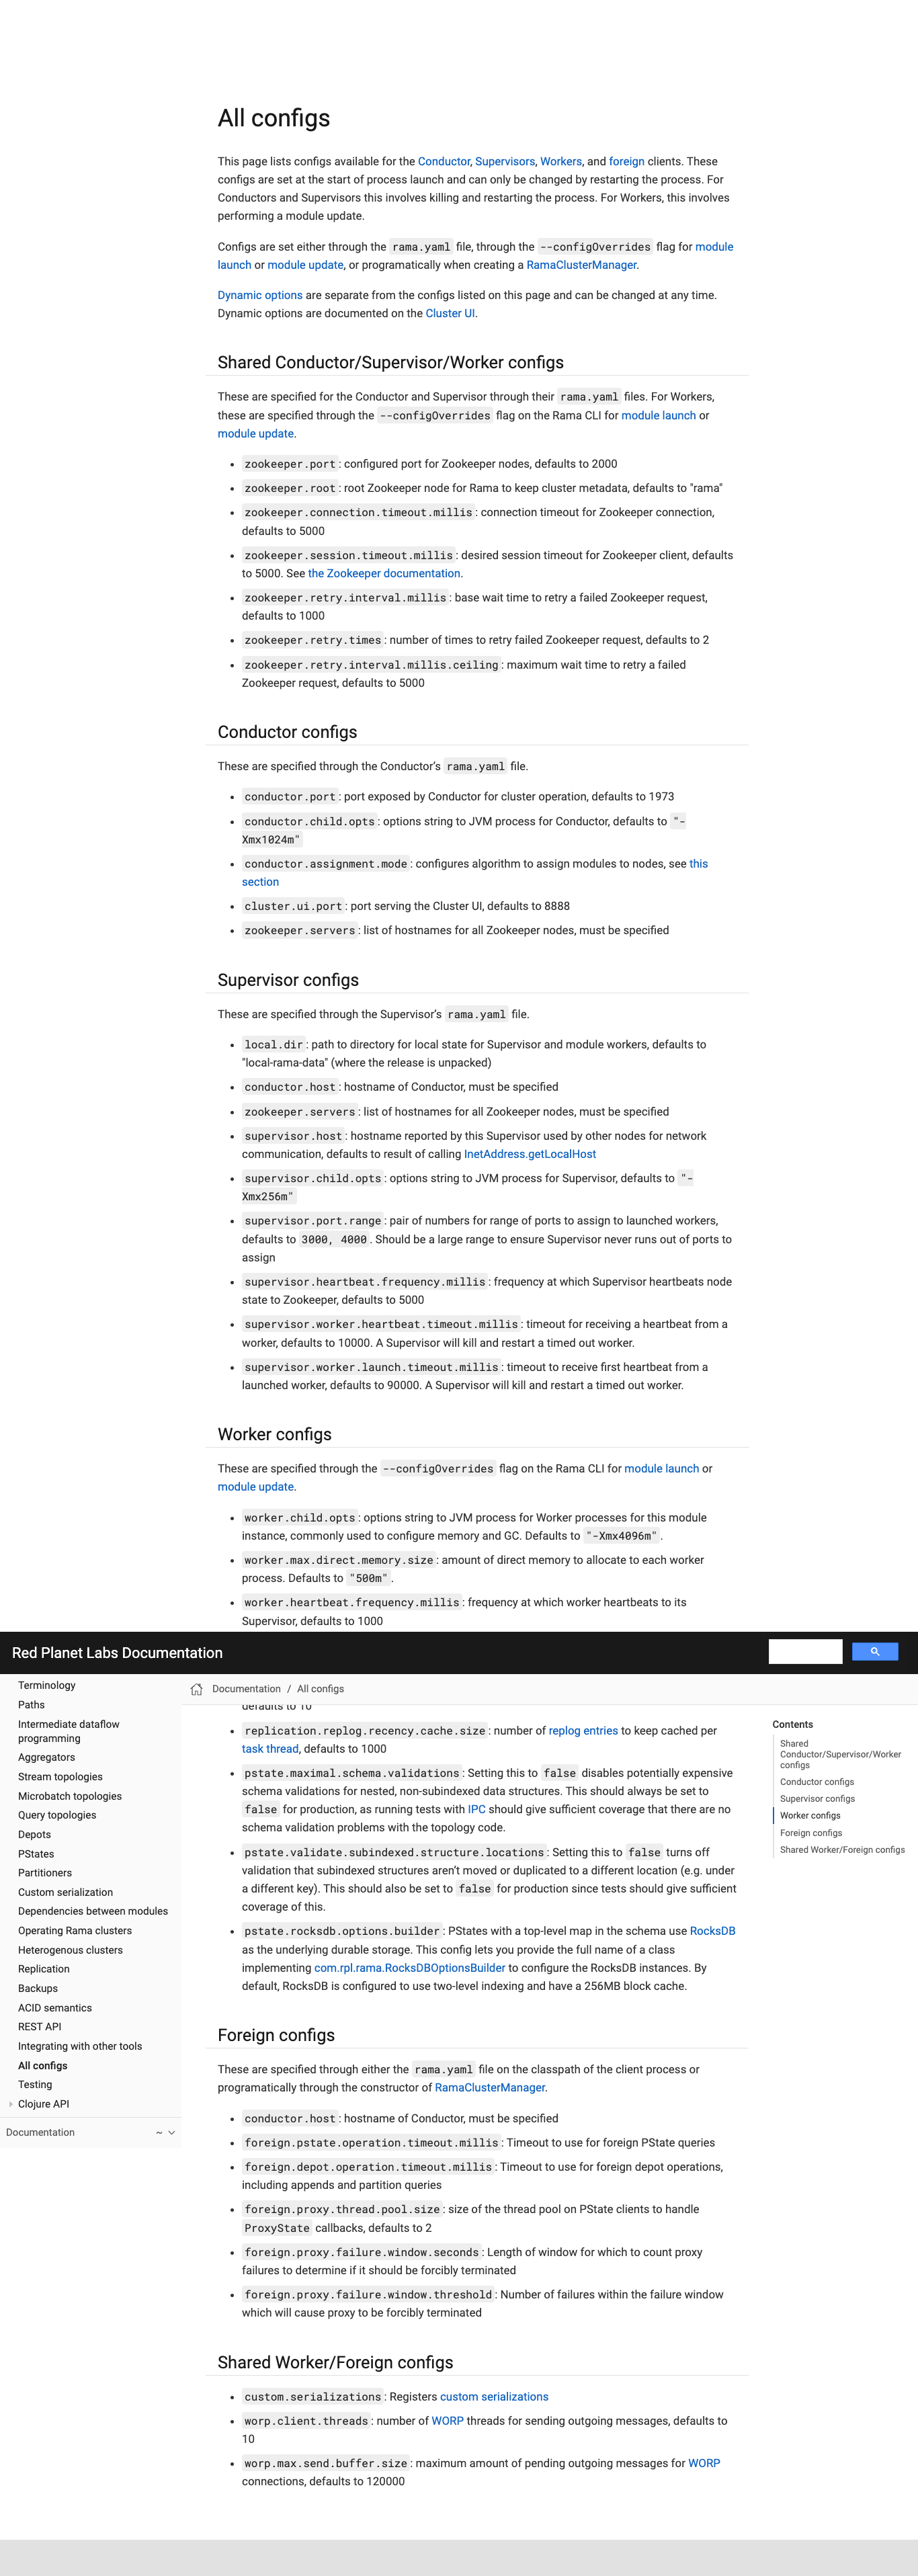 All configs
This page lists configs available for the Conductor, Supervisors, Workers, and foreign clients. These
configs are set at the start of process launch and can only be changed by restarting the process. For
Conductors and Supervisors this involves killing and restarting the process. For Workers, this involves
performing a module update.
Configs are set either through the rama.yaml file, through the --configOverrides flag for module
launch or module update, or programatically when creating a RamaClusterManager.
Dynamic options are separate from the configs listed on this page and can be changed at any time.
Dynamic options are documented on the Cluster UI.
Shared Conductor/Supervisor/Worker configs
These are specified for the Conductor and Supervisor through their rama.yaml files. For Workers,
these are specified through the --configOverrides flag on the Rama CLI for module launch or
module update.
• zookeeper.port: configured port for Zookeeper nodes, defaults to 2000
• zookeeper.root: root Zookeeper node for Rama to keep cluster metadata, defaults to "rama"
• zookeeper.connection.timeout.millis: connection timeout for Zookeeper connection,
defaults to 5000
• zookeeper.session.timeout.millis: desired session timeout for Zookeeper client, defaults
to 5000. See the Zookeeper documentation.
• zookeeper.retry.interval.millis: base wait time to retry a failed Zookeeper request,
defaults to 1000
• zookeeper.retry.times: number of times to retry failed Zookeeper request, defaults to 2
• zookeeper.retry.interval.millis.ceiling: maximum wait time to retry a failed
Zookeeper request, defaults to 5000
Conductor configs
These are specified through the Conductor’s rama.yaml file.
• conductor.port: port exposed by Conductor for cluster operation, defaults to 1973
• conductor.child.opts: options string to JVM process for Conductor, defaults to "-
Xmx1024m"
• conductor.assignment.mode: configures algorithm to assign modules to nodes, see this
section
• cluster.ui.port: port serving the Cluster UI, defaults to 8888
• zookeeper.servers: list of hostnames for all Zookeeper nodes, must be specified
Supervisor configs
These are specified through the Supervisor’s rama.yaml file.
• local.dir: path to directory for local state for Supervisor and module workers, defaults to
"local-rama-data" (where the release is unpacked)
• conductor.host: hostname of Conductor, must be specified
• zookeeper.servers: list of hostnames for all Zookeeper nodes, must be specified
• supervisor.host: hostname reported by this Supervisor used by other nodes for network
communication, defaults to result of calling InetAddress.getLocalHost
• supervisor.child.opts: options string to JVM process for Supervisor, defaults to "-
Xmx256m"
• supervisor.port.range: pair of numbers for range of ports to assign to launched workers,
defaults to 3000, 4000. Should be a large range to ensure Supervisor never runs out of ports to
assign
• supervisor.heartbeat.frequency.millis: frequency at which Supervisor heartbeats node
state to Zookeeper, defaults to 5000
• supervisor.worker.heartbeat.timeout.millis: timeout for receiving a heartbeat from a
worker, defaults to 10000. A Supervisor will kill and restart a timed out worker.
• supervisor.worker.launch.timeout.millis: timeout to receive first heartbeat from a
launched worker, defaults to 90000. A Supervisor will kill and restart a timed out worker.
Worker configs
These are specified through the --configOverrides flag on the Rama CLI for module launch or
module update.
• worker.child.opts: options string to JVM process for Worker processes for this module
instance, commonly used to configure memory and GC. Defaults to "-Xmx4096m".
• worker.max.direct.memory.size: amount of direct memory to allocate to each worker
process. Defaults to "500m".
• worker.heartbeat.frequency.millis: frequency at which worker heartbeats to its
Supervisor, defaults to 1000
Red Planet Labs Documentation
Terminology
Paths
Intermediate dataflow
programming
Aggregators
Stream topologies
Microbatch topologies
Query topologies
Depots
PStates
Partitioners
Custom serialization
Dependencies between modules
Operating Rama clusters
Heterogenous clusters
Replication
Backups
ACID semantics
REST API
Integrating with other tools
All configs
Testing
Clojure API
Documentation ~
Documentation / All configs
defaults to 10
• replication.replog.recency.cache.size: number of replog entries to keep cached per
task thread, defaults to 1000
• pstate.maximal.schema.validations: Setting this to false disables potentially expensive
schema validations for nested, non-subindexed data structures. This should always be set to
false for production, as running tests with IPC should give sufficient coverage that there are no
schema validation problems with the topology code.
• pstate.validate.subindexed.structure.locations: Setting this to false turns off
validation that subindexed structures aren’t moved or duplicated to a different location (e.g. under
a different key). This should also be set to false for production since tests should give sufficient
coverage of this.
• pstate.rocksdb.options.builder: PStates with a top-level map in the schema use RocksDB
as the underlying durable storage. This config lets you provide the full name of a class
implementing com.rpl.rama.RocksDBOptionsBuilder to configure the RocksDB instances. By
default, RocksDB is configured to use two-level indexing and have a 256MB block cache.
Contents
Shared
Conductor/Supervisor/Worker
configs
Conductor configs
Supervisor configs
Worker configs
Foreign configs
Shared Worker/Foreign configs
Foreign configs
These are specified through either the rama.yaml file on the classpath of the client process or
programatically through the constructor of RamaClusterManager.
• conductor.host: hostname of Conductor, must be specified
• foreign.pstate.operation.timeout.millis: Timeout to use for foreign PState queries
• foreign.depot.operation.timeout.millis: Timeout to use for foreign depot operations,
including appends and partition queries
• foreign.proxy.thread.pool.size: size of the thread pool on PState clients to handle
ProxyState callbacks, defaults to 2
• foreign.proxy.failure.window.seconds: Length of window for which to count proxy
failures to determine if it should be forcibly terminated
• foreign.proxy.failure.window.threshold: Number of failures within the failure window
which will cause proxy to be forcibly terminated
Shared Worker/Foreign configs
• custom.serializations: Registers custom serializations
• worp.client.threads: number of WORP threads for sending outgoing messages, defaults to
10
• worp.max.send.buffer.size: maximum amount of pending outgoing messages for WORP
connections, defaults to 120000